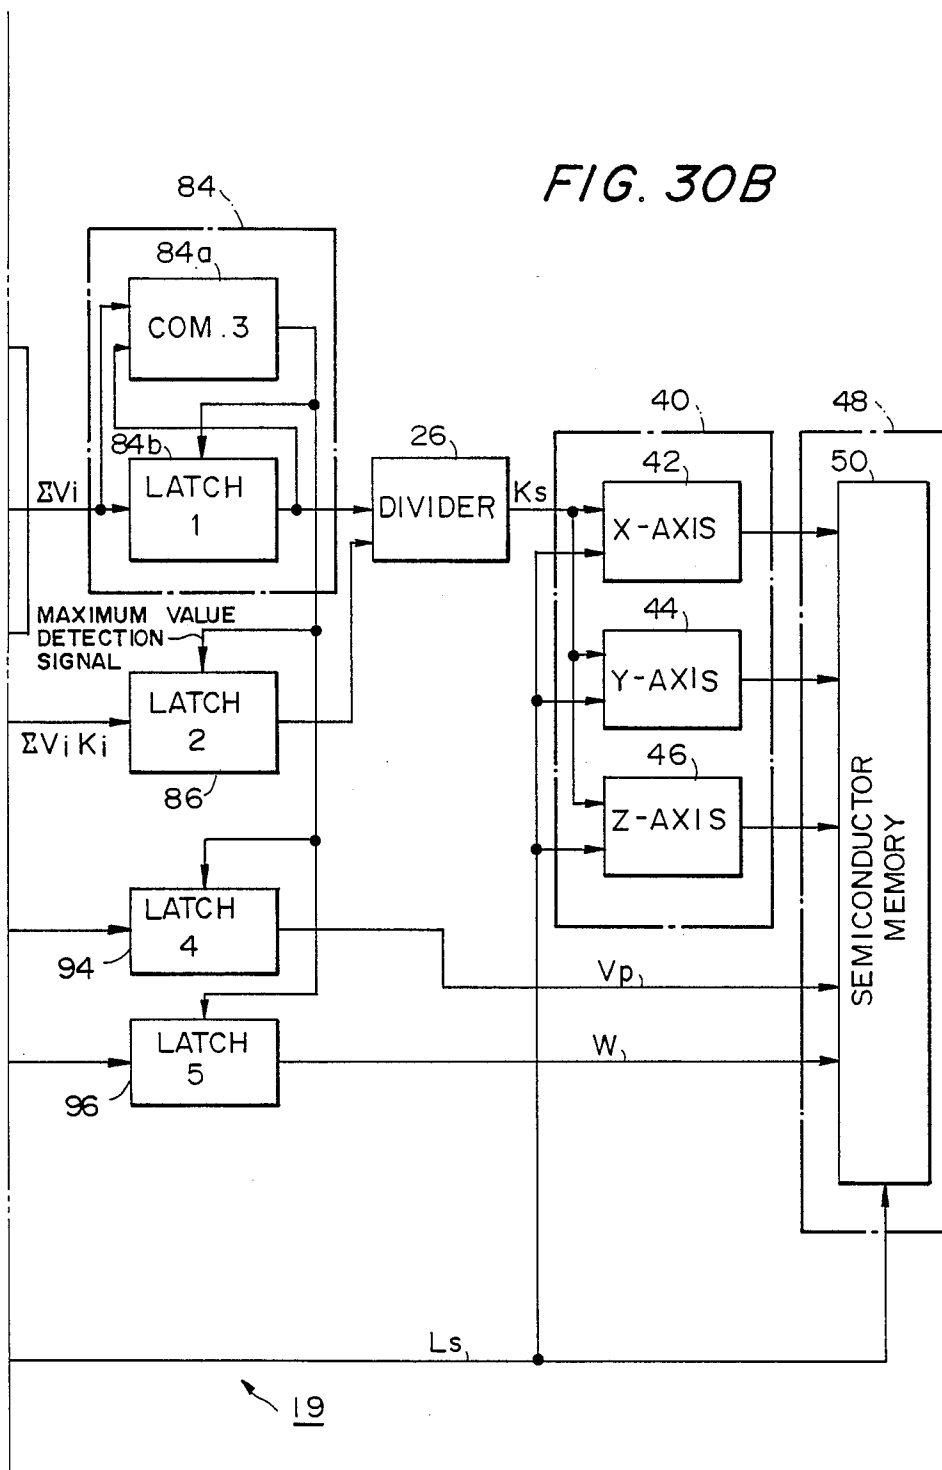 FIG. 30B
84
84a
COM. 3
84b
LATCH
1
ΣVi
26
DIVIDER
Ks
40
42
X-AXIS
44
Y-AXIS
46
Z-AXIS
48
50
SEMICONDUCTOR
MEMORY
MAXIMUM VALUE
DETECTION
SIGNAL
LATCH
2
ΣViKi
86
LATCH
4
94
Vp
LATCH
5
96
W
Ls
19